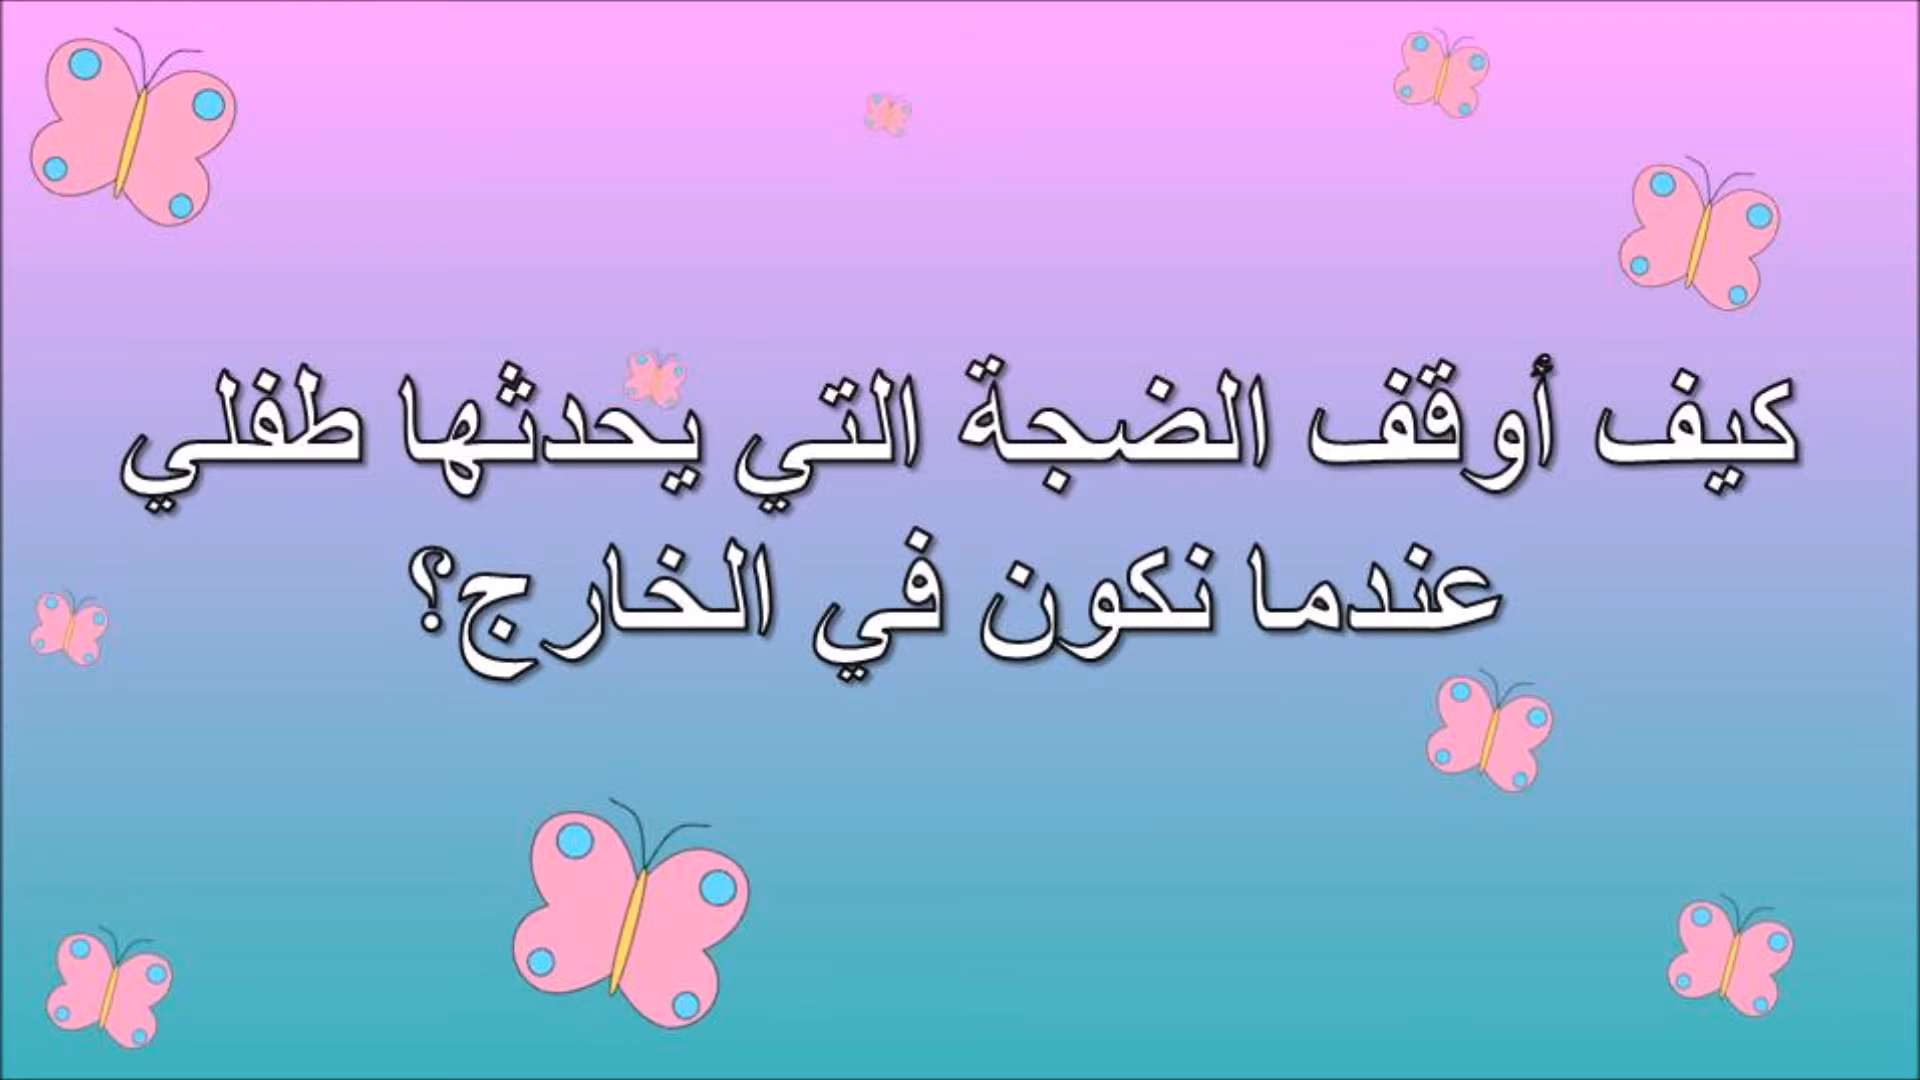 كيف أوقف الضجة التي يحدثها طفلي
عندما نكون في الخارج؟